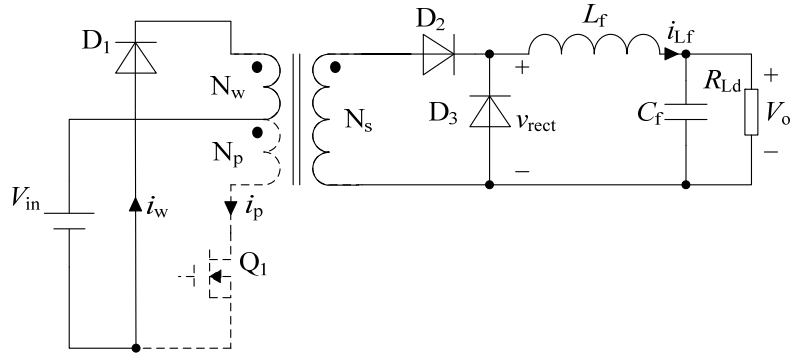 D1
D2
Lf
iLf
Nw
+
RLd
+
Ns
D3
vrect
Cf
Vo
Np
−
−
Vin
iw
ip
Q1